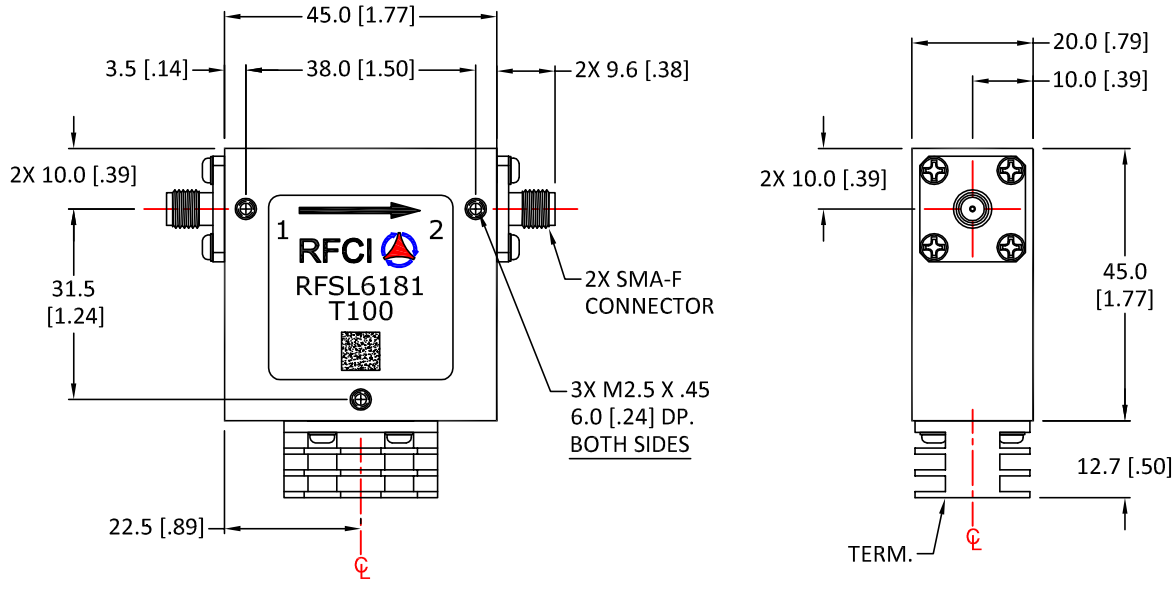 45.0 [1.77]
3.5 [.14]
38.0 [1.50]
2X 9.6 [.38]
2X 10.0 [.39]
31.5
[1.24]
1
2
RFCI
RFSL6181
T100
2X SMA-F
CONNECTOR
3X M2.5 X .45
6.0 [.24] DP.
BOTH SIDES
22.5 [.89]
℄
20.0 [.79]
10.0 [.39]
2X 10.0 [.39]
45.0
[1.77]
12.7 [.50]
TERM.
℄